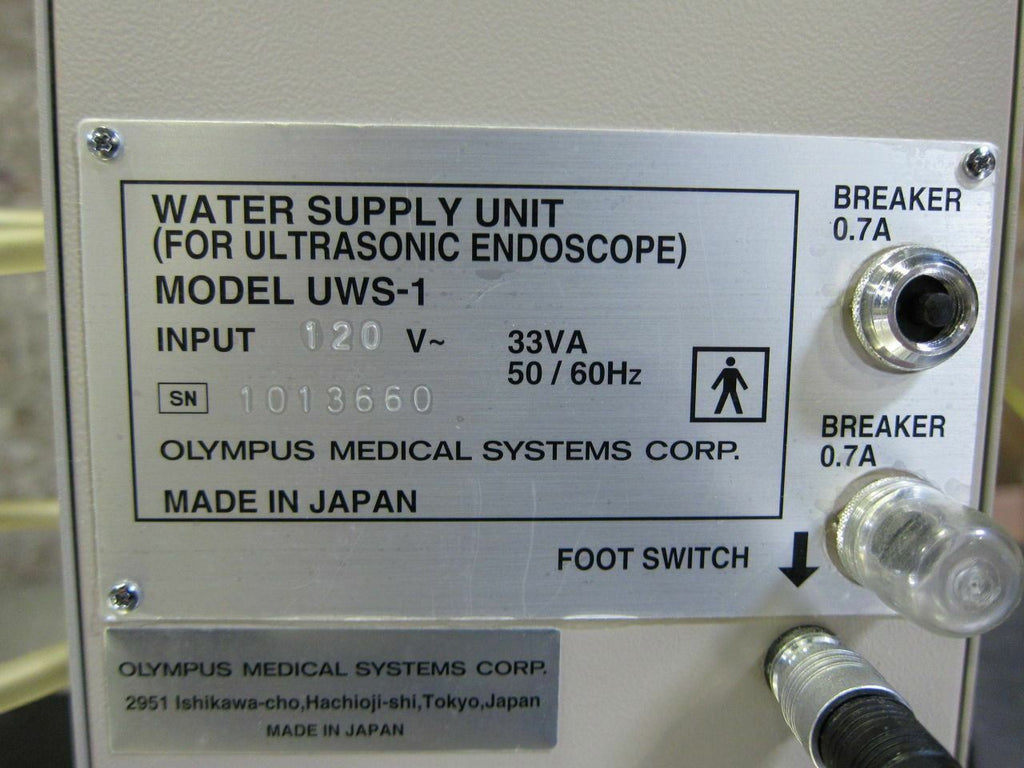 WATER SUPPLY UNIT
(FOR ULTRASONIC ENDOSCOPE)
MODEL UWS-1
INPUT 120 V~ 33VA
50 / 60Hz
SN 1013660
OLYMPUS MEDICAL SYSTEMS CORP.
MADE IN JAPAN
BREAKER
0.7A
BREAKER
0.7A
FOOT SWITCH
OLYMPUS MEDICAL SYSTEMS CORP.
2951 Ishikawa-cho,Hachioji-shi,Tokyo,Japan
MADE IN JAPAN